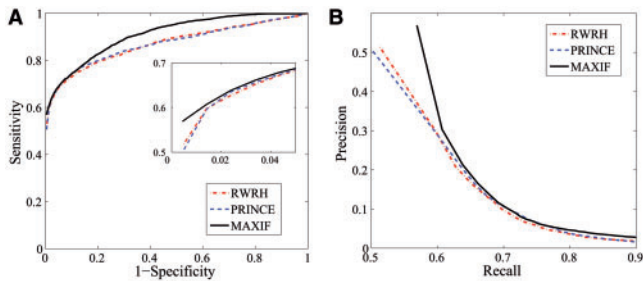 A
B
1
0.8
0.6
0.4
0.2
0
Sensitivity
0.7
0.6
0.5
0
0.02
0.04
RWRH
PRINCE
MAXIF
0
0.2
0.4
0.6
0.8
1
1−Specificity
0.5
0.4
0.3
0.2
0.1
0
Precision
RWRH
PRINCE
MAXIF
0.5
0.6
0.7
0.8
0.9
Recall